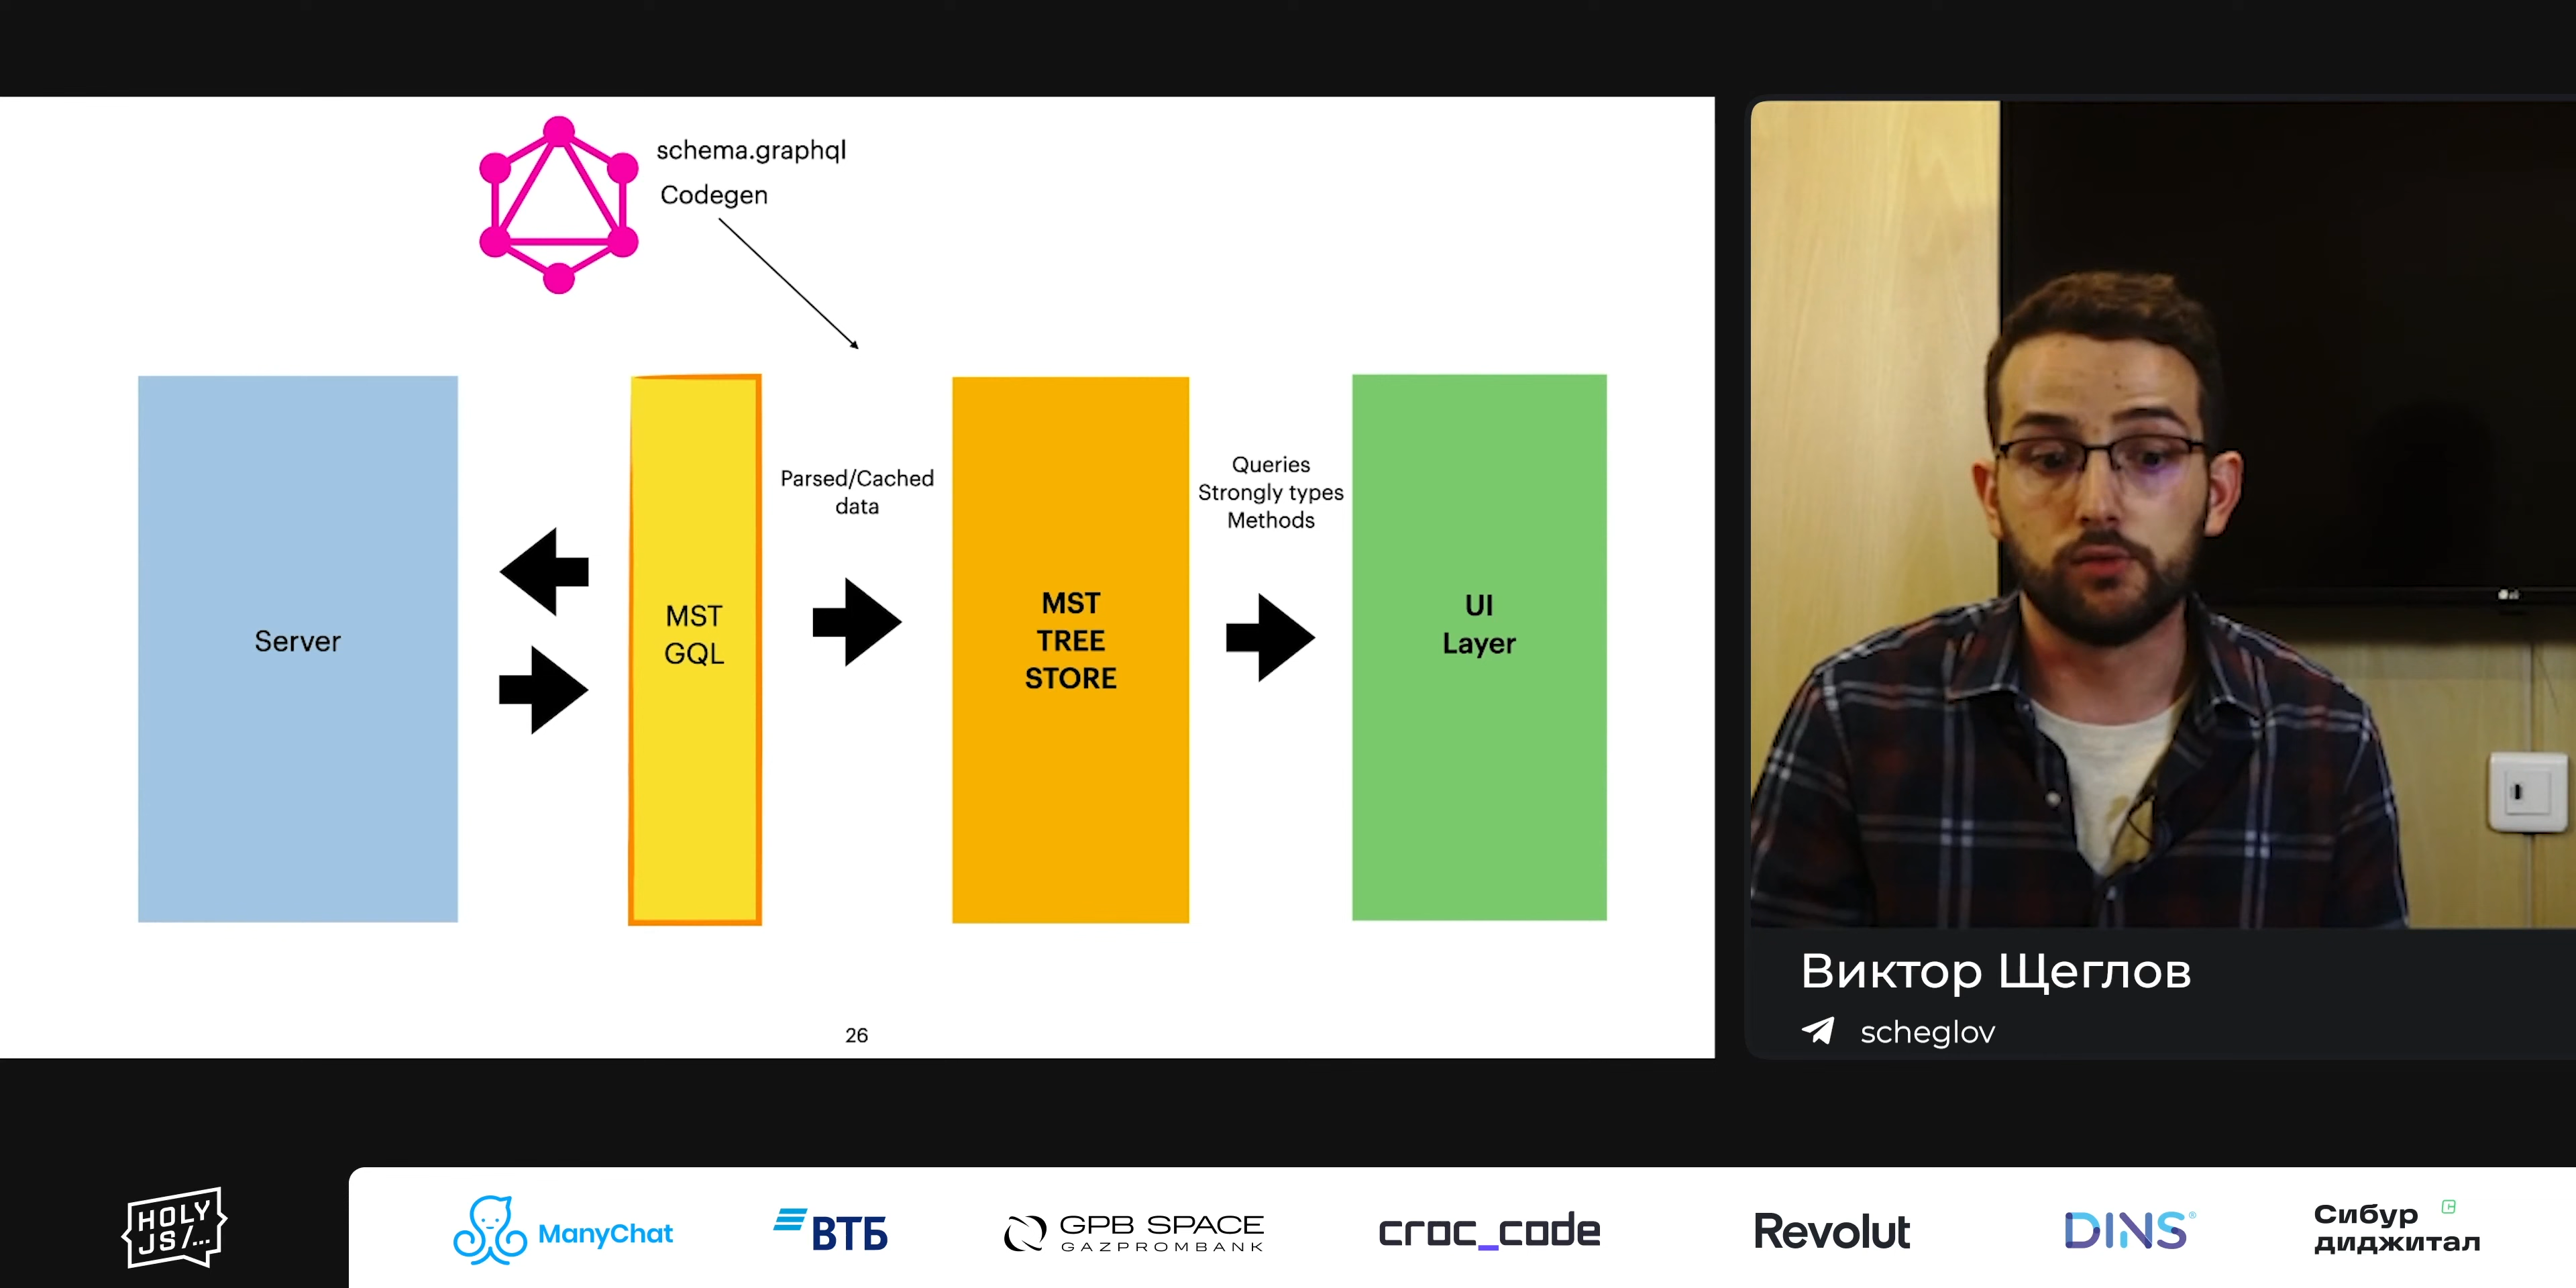 schema.graphql
Codegen
Server
MST
GQL
Parsed/Cached
data
MST
TREE
STORE
Queries
Strongly types
Methods
UI
Layer
26
Виктор Щеглов
scheglov
HOLY
JS/...
ManyChat
ВТБ
GPB SPACE
GAZPROMBANK
croc_code
Revolut
DINS®
Сибур
диджитал